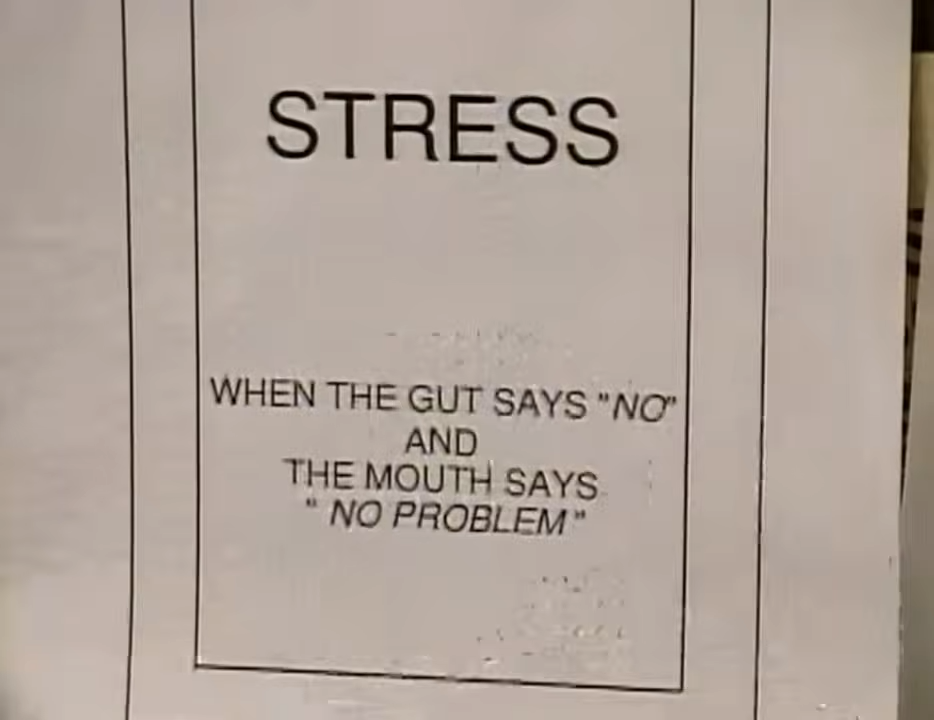 STRESS
WHEN THE GUT SAYS "NO"
AND
THE MOUTH SAYS
" NO PROBLEM "